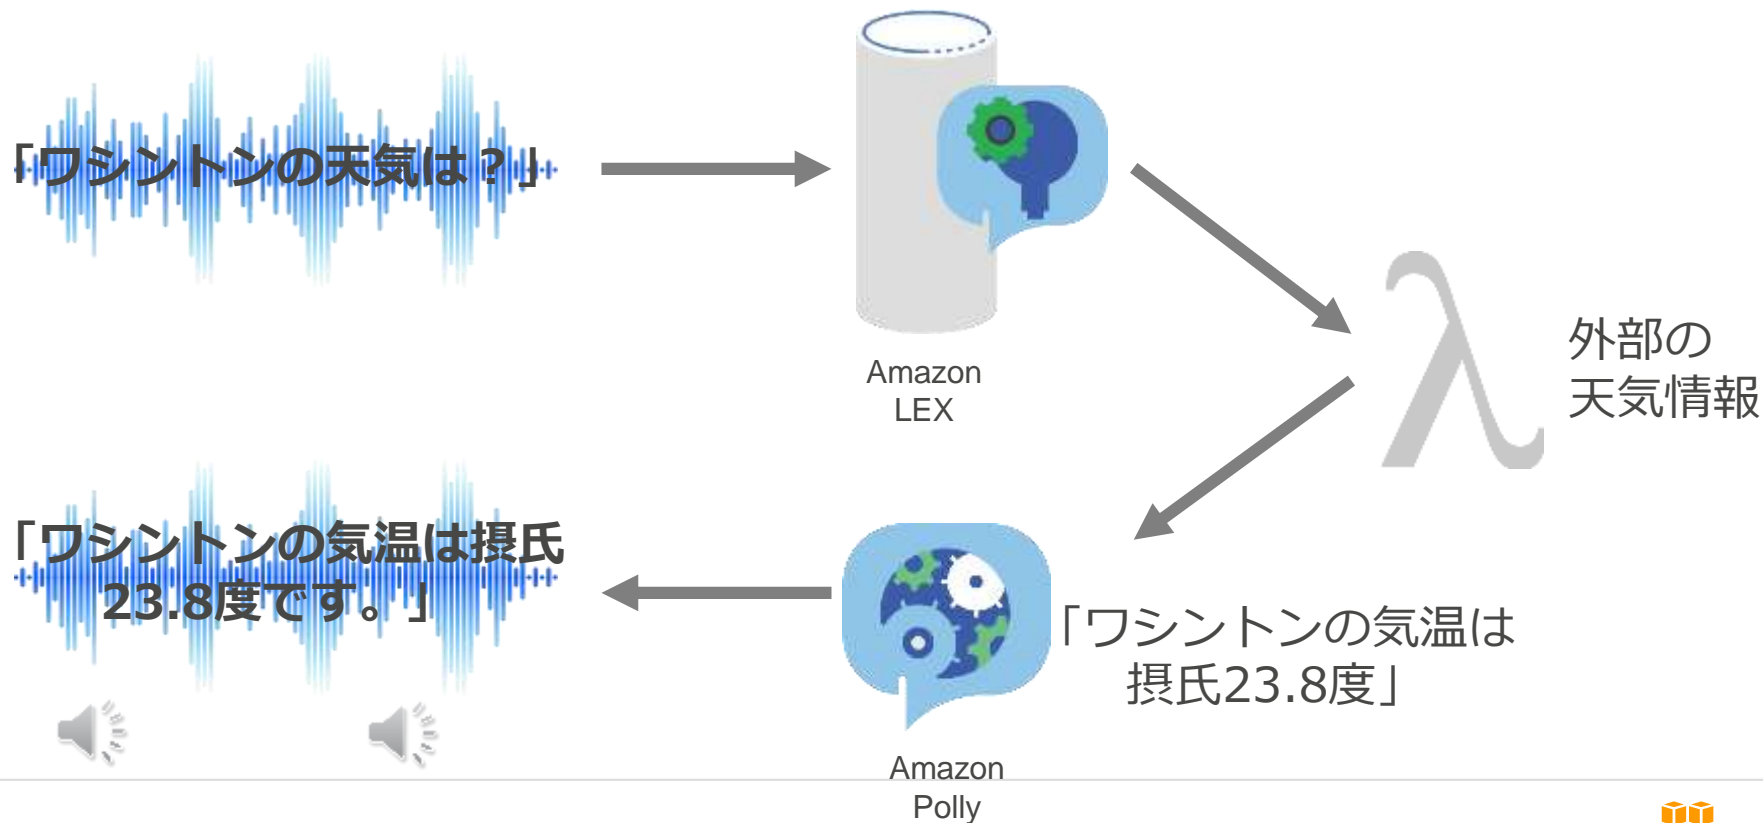 「ワシントンの天気は？」
Amazon
LEX
λ
外部の
天気情報
「ワシントンの気温は
摂氏23.8度」
Amazon
Polly
「ワシントンの気温は摂氏
23.8度です。」